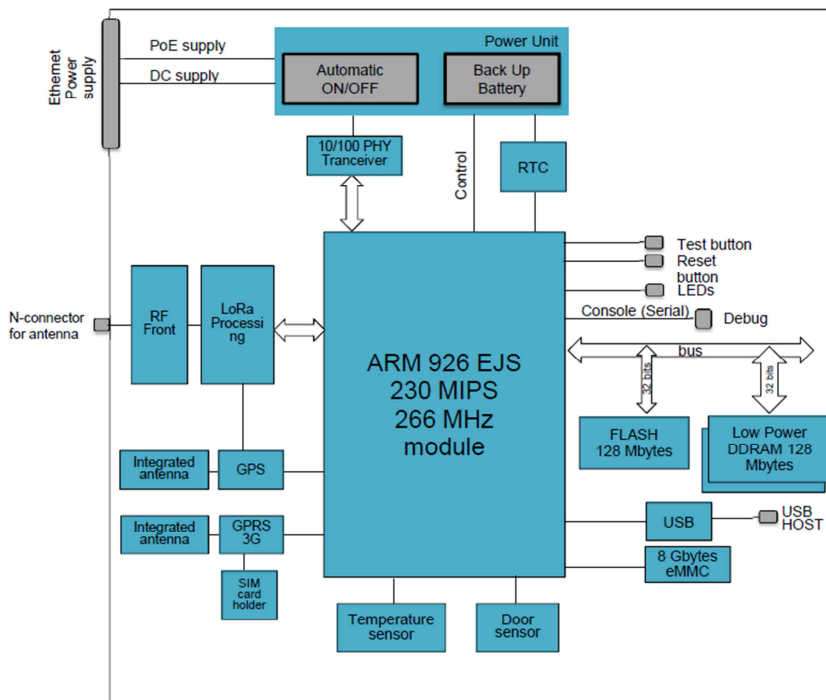 Ethernet
Power
supply
PoE supply
DC supply
Power Unit
Automatic
ON/OFF
Back Up
Battery
10/100 PHY
Tranceiver
Control
RTC
Test button
Reset
button
LEDs
Console (Serial)
Debug
N-connector
for antenna
RF
Front
LoRa
Processi
ng
ARM 926 EJS
230 MIPS
266 MHz
module
bus
32 bits
32 bits
FLASH
128 Mbytes
Low Power
DDRAM 128
Mbytes
Integrated
antenna
GPS
Integrated
antenna
GPRS
3G
SIM
card
holder
USB
USB
HOST
8 Gbytes
eMMC
Temperature
sensor
Door
sensor